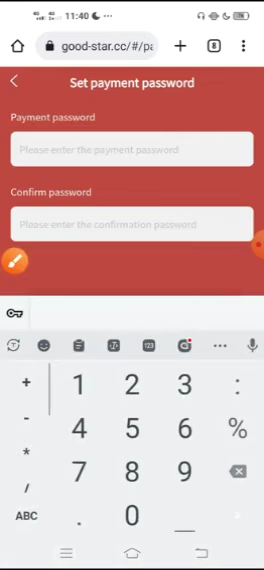 11:40
8
good-star.cc/#/pa
Set payment password
Payment password
Please enter the payment password
Confirm password
Please enter the confirmation password
+ 1 2 3 :
- 4 5 6 %
* 7 8 9
/
ABC . 0 _